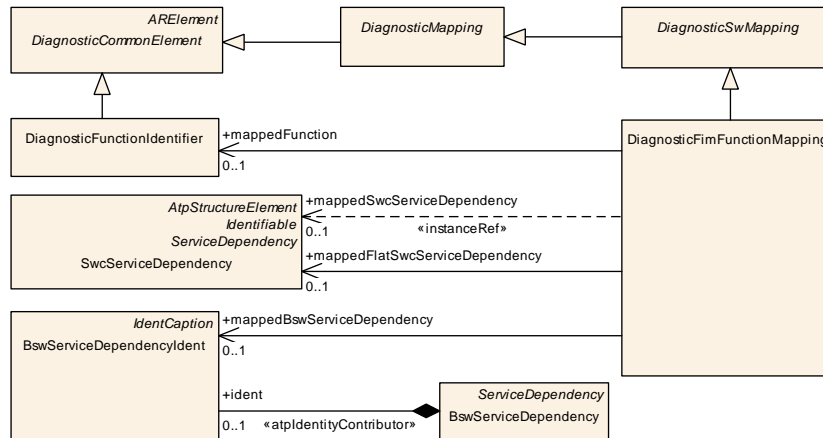 ARElement
DiagnosticCommonElement
DiagnosticMapping
DiagnosticSwMapping
DiagnosticFunctionIdentifier
+mappedFunction
0..1
DiagnosticFimFunctionMapping
AtpStructureElement
Identifiable
ServiceDependency
SwcServiceDependency
+mappedSwcServiceDependency
0..1
«instanceRef»
+mappedFlatSwcServiceDependency
0..1
IdentCaption
BswServiceDependencyIdent
+mappedBswServiceDependency
0..1
+ident
0..1
«atpIdentityContributor»
ServiceDependency
BswServiceDependency